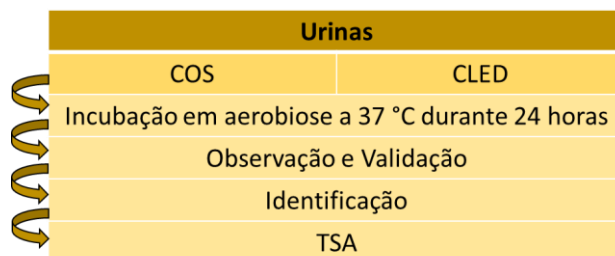 Urinas
COS CLED
Incubação em aerobiose a 37 °C durante 24 horas
Observação e Validação
Identificação
TSA